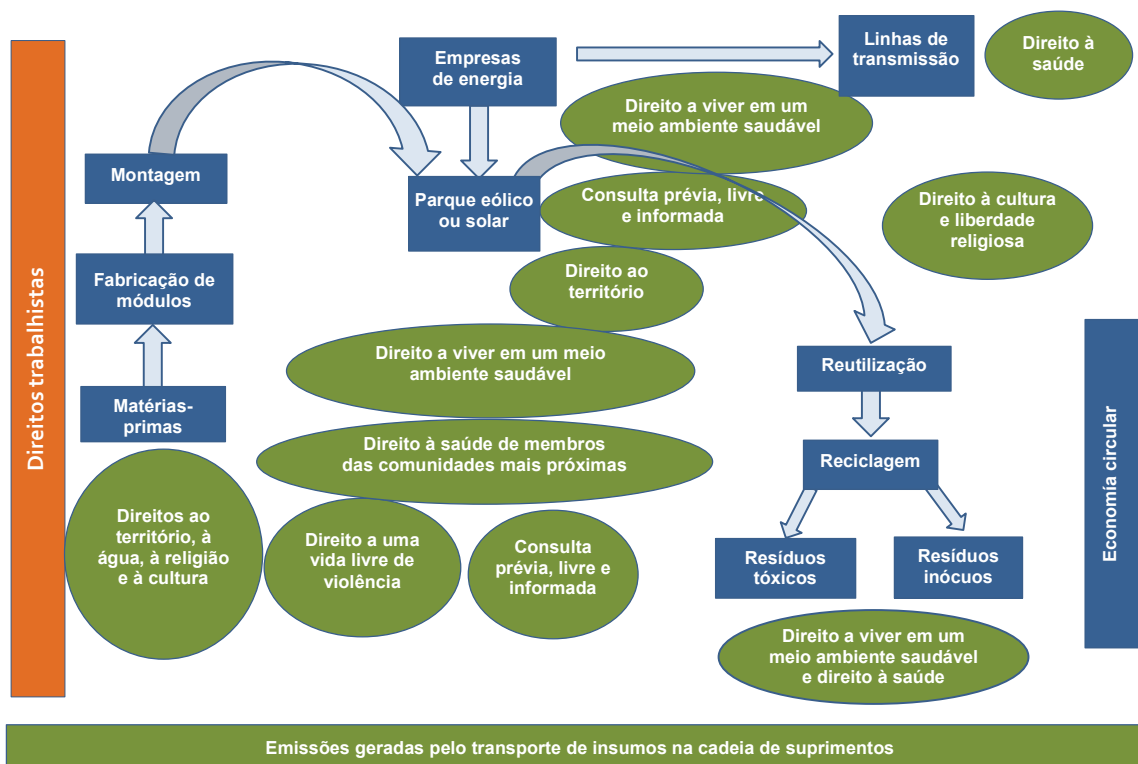 Direitos trabalhistas
Empresas
de energia
Linhas de
transmissão
Direito à
saúde
Direito a viver em um
meio ambiente saudável
Montagem
Parque eólico
ou solar
Consulta prévia, livre
e informada
Direito à cultura
e liberdade
religiosa
Fabricação de
módulos
Direito ao
território
Direito a viver em um meio
ambiente saudável
Reutilização
Matérias-
primas
Direito à saúde de membros
das comunidades mais próximas
Reciclagem
Direitos ao
território, à
água, à religião
e à cultura
Direito a uma
vida livre de
violência
Consulta
prévia, livre e
informada
Resíduos
tóxicos
Resíduos
inócuos
Direito a viver em um
meio ambiente saudável
e direito à saúde
Economía circular
Emissões geradas pelo transporte de insumos na cadeia de suprimentos